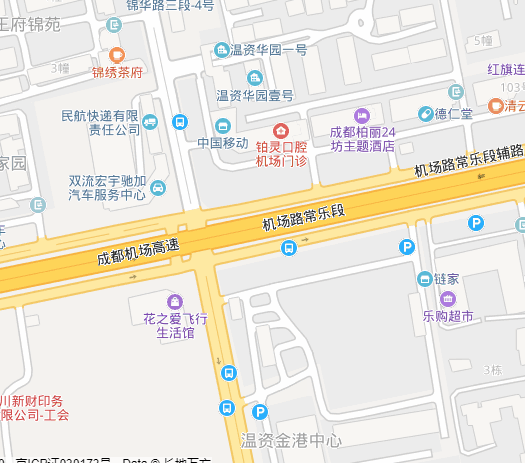 锦华路三段-4号
王府锦苑
温资华园一号
5幢
3幢
锦绣茶府
红旗连
温资华园壹号
103号
清云
民航快递有限
责任公司
德仁堂
中国移动
铂灵口腔
机场门诊
成都柏丽24
坊主题酒店
机场路常乐段辅路
家园
双流宏宇驰加
汽车服务中心
机场路常乐段
车
心
成都机场高速
链家
乐购超市
花之爱飞行
生活馆
3栋
川新财印务
有限公司-工会
温资金港中心